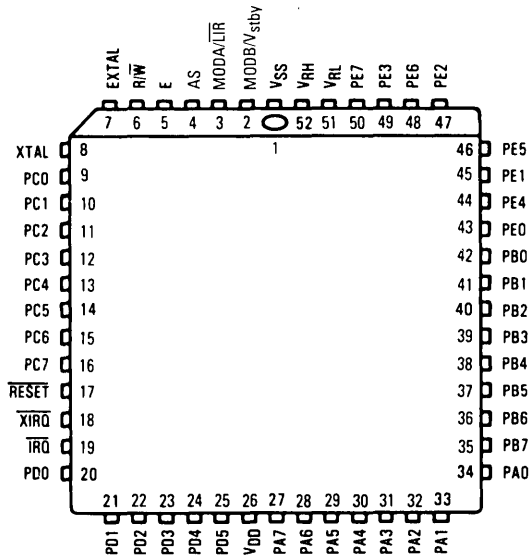 EXTAL R/W E AS MODA/LIR MODB/Vstby VSS VRH VRL PE7 PE3 PE6 PE2
7 6 5 4 3 2 52 51 50 49 48 47
1
XTAL 8 46 PE5
PC0 9 45 PE1
PC1 10 44 PE4
PC2 11 43 PE0
PC3 12 42 PB0
PC4 13 41 PB1
PC5 14 40 PB2
PC6 15 39 PB3
PC7 16 38 PB4
RESET 17 37 PB5
XIRQ 18 36 PB6
IRQ 19 35 PB7
PD0 20 34 PA0
21 22 23 24 25 26 27 28 29 30 31 32 33
PD1 PD2 PD3 PD4 PD5 VDD PA7 PA6 PA5 PA4 PA3 PA2 PA1